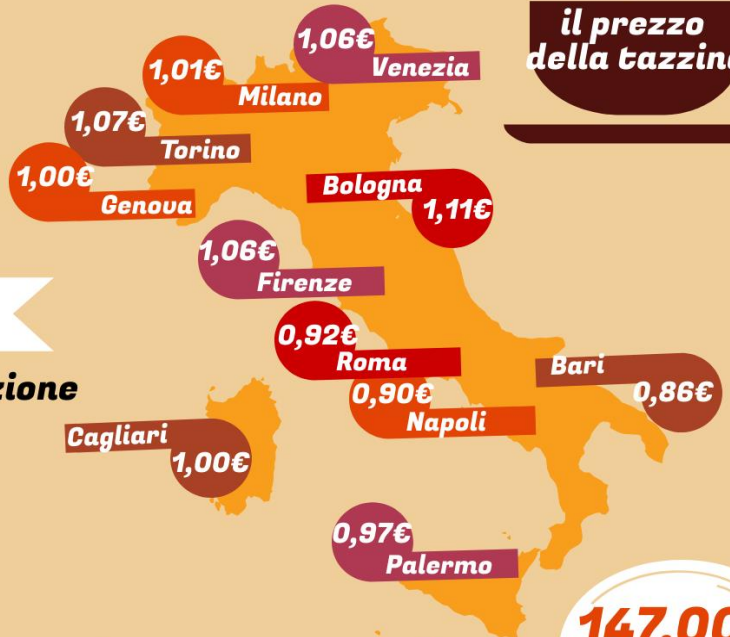 il prezzo
della tazzina
1,06€
Venezia
1,01€
Milano
1,07€
Torino
1,00€
Genova
Bologna
1,11€
1,06€
Firenze
0,92€
Roma
0,90€
Napoli
Bari
0,86€
zione
Cagliari
1,00€
0,97€
Palermo
147.00